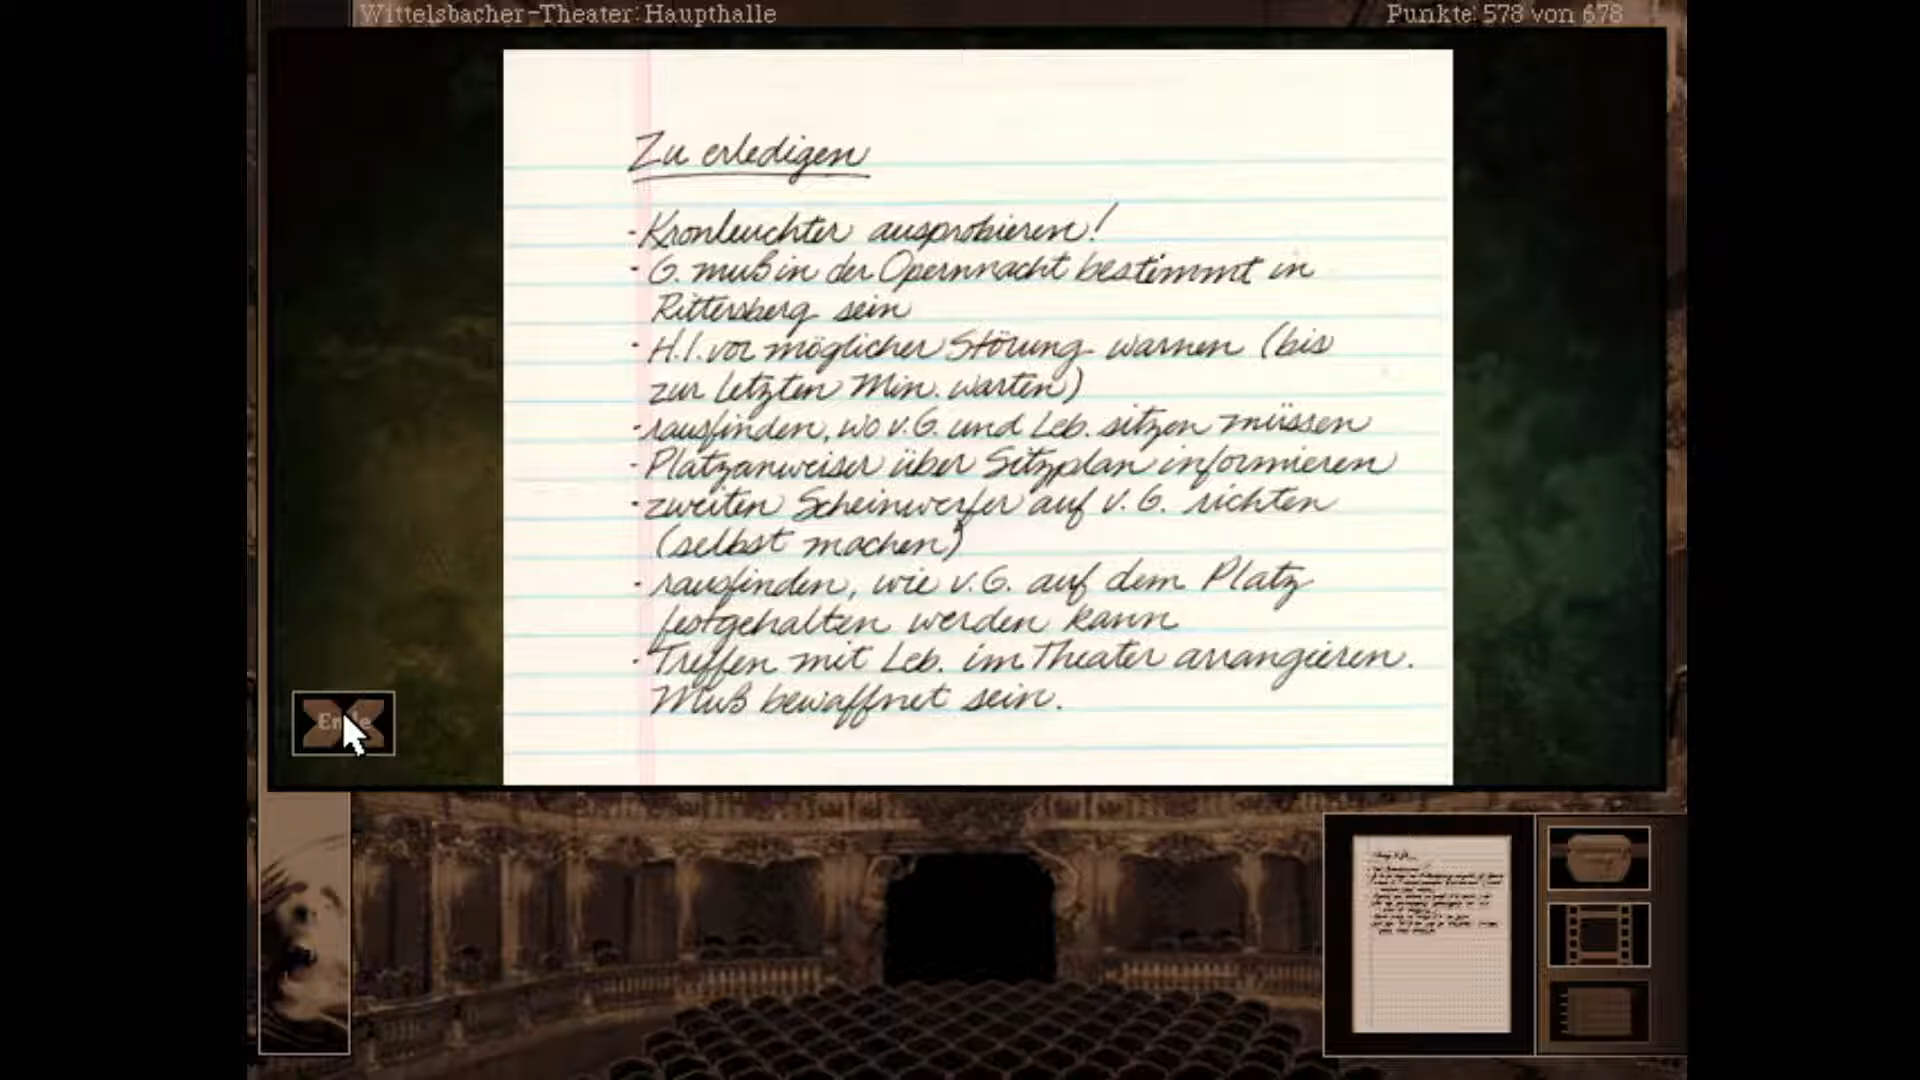 Wittelsbacher-Theater: Haupthalle
Punkte: 578 von 678
Zu erledigen
- Kronleuchter ausprobieren!
- G. muß in der Opernnacht bestimmt in
Rittersberg sein
- H.I. vor möglicher Störung warnen (bis
zur letzten Min. warten)
- rausfinden, wo v.G. und Leb. sitzen müssen
- Platzanweiser über Sitzplan informieren
- zweiten Scheinwerfer auf v. G. richten
(selbst machen)
- rausfinden, wie v.G. auf dem Platz
festgehalten werden kann
- Treffen mit Leb. im Theater arrangieren.
Muß bewaffnet sein.
Ende